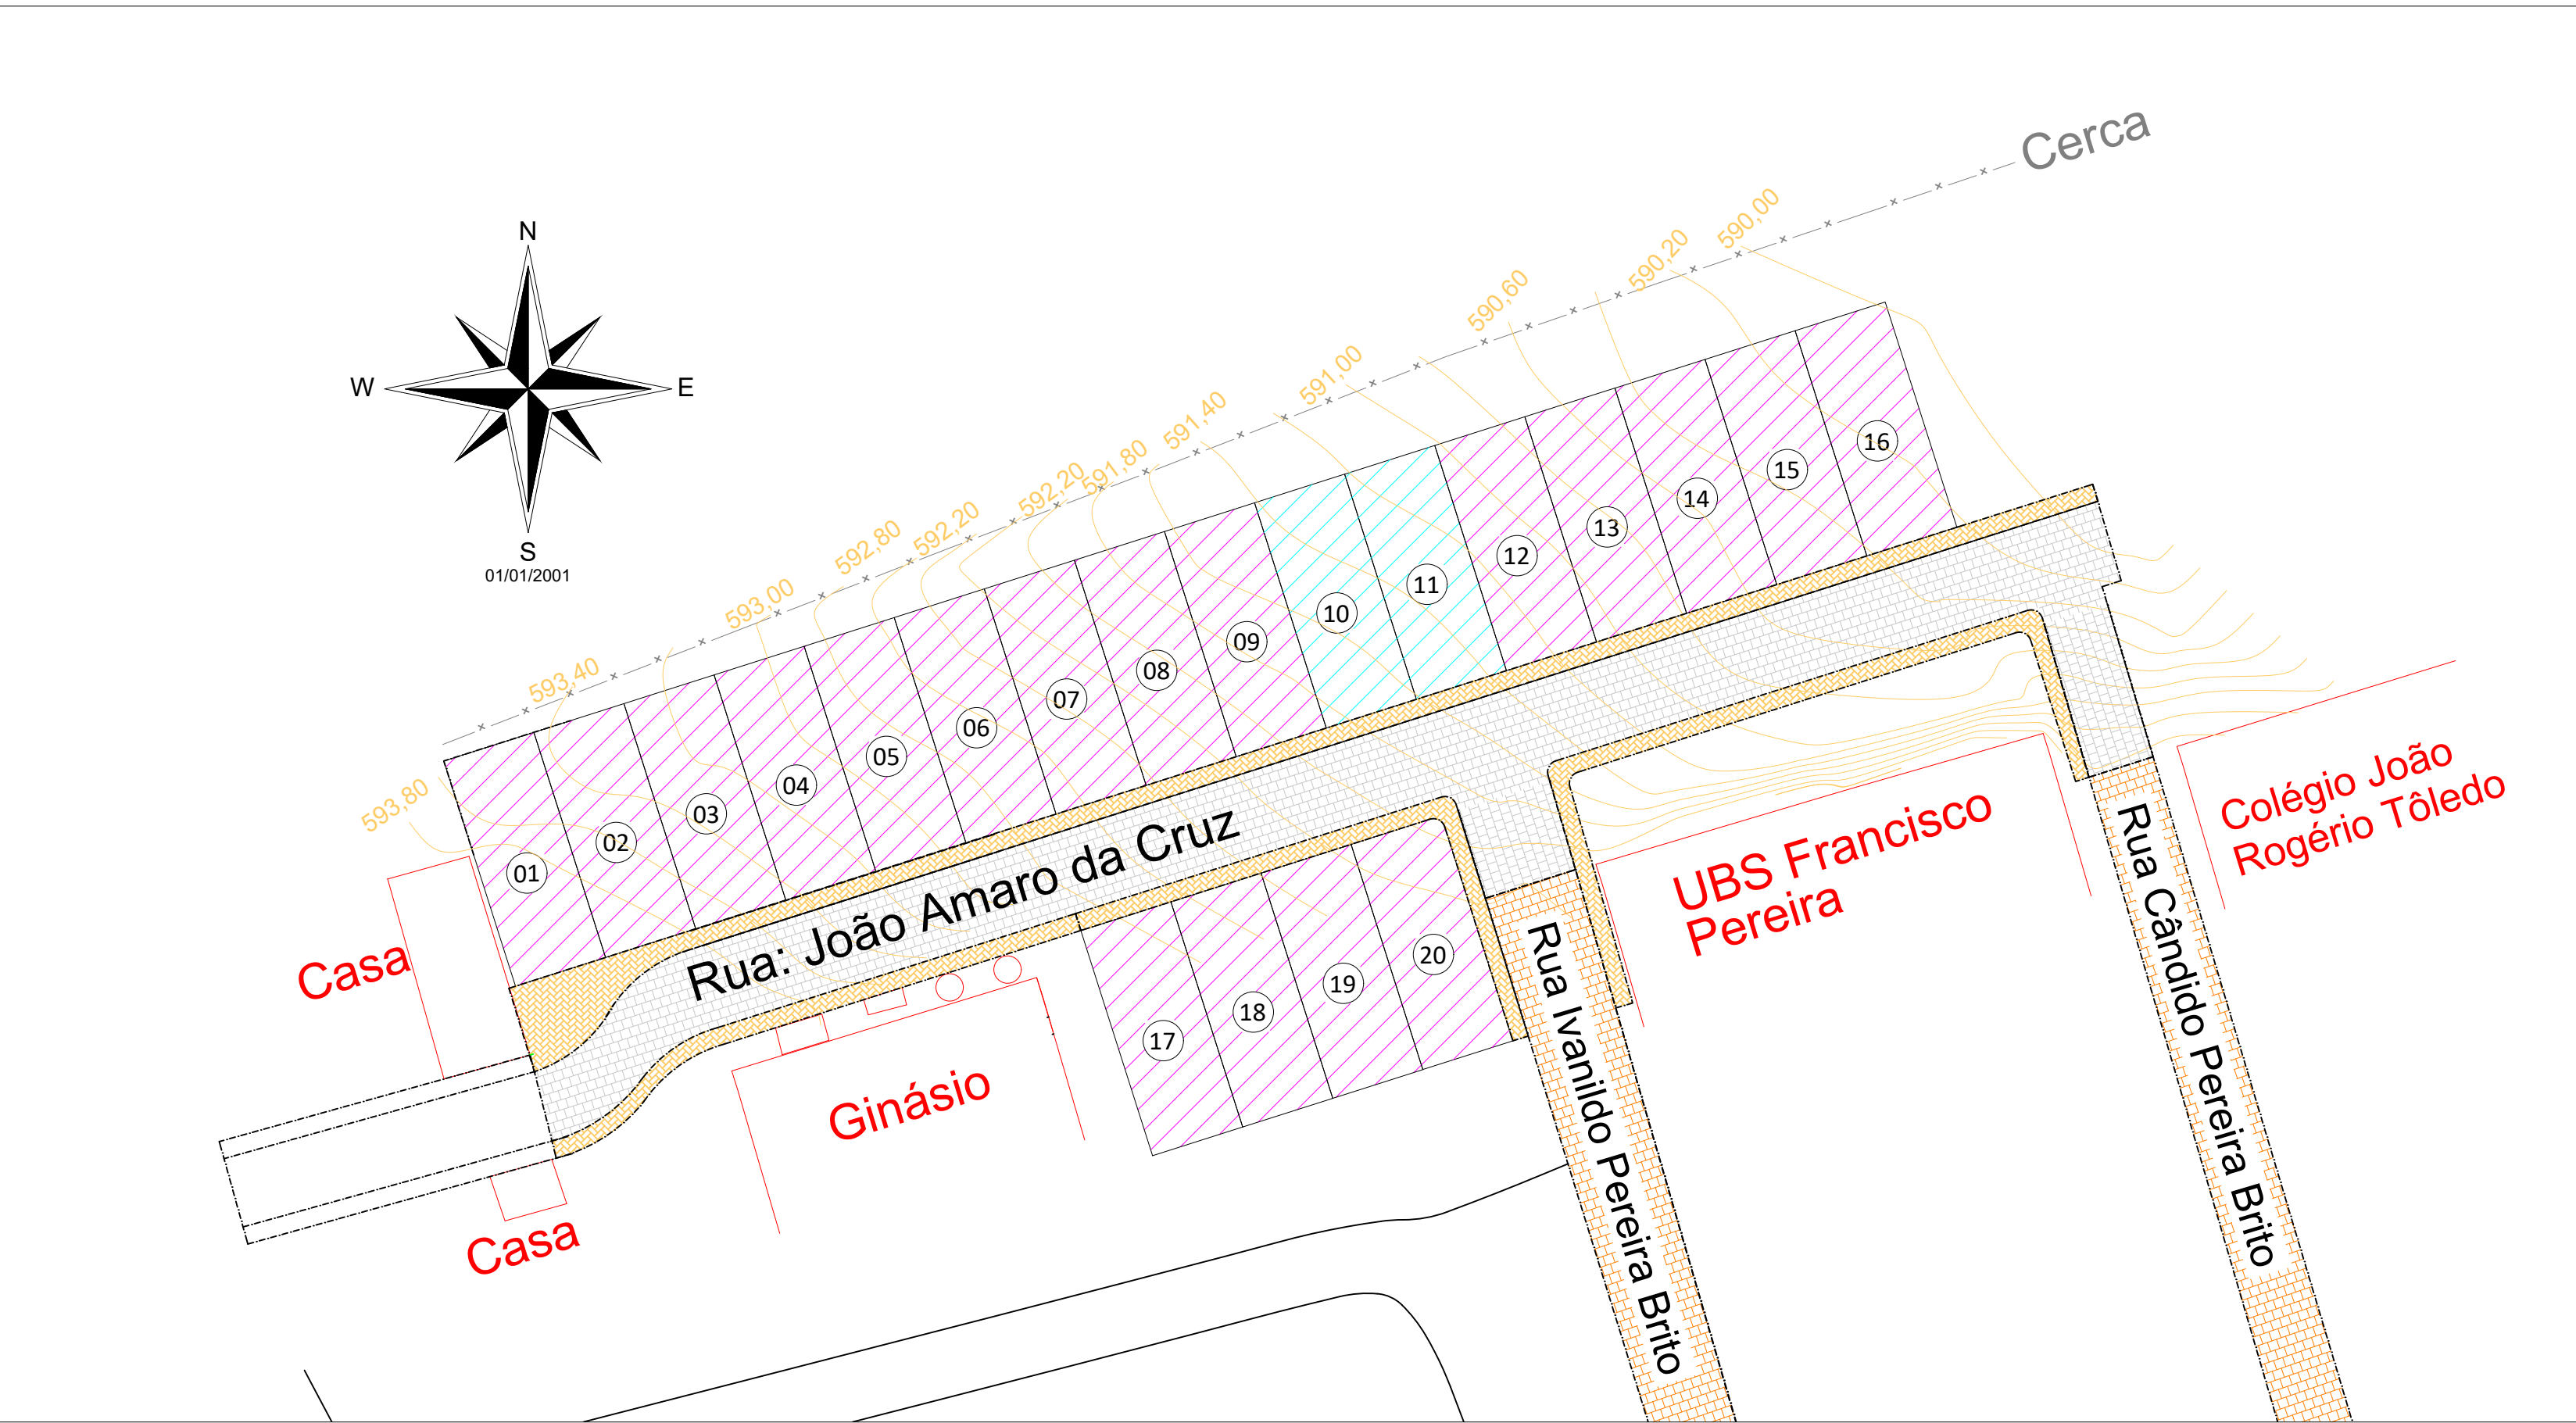 Cerca
590,00
590,20
590,60
591,00
591,40
591,80
592,20
592,20
592,80
593,00
593,40
593,80
N
W
E
S
01/01/2001
01
02
03
04
05
06
07
08
09
10
11
12
13
14
15
16
17
18
19
20
Rua: João Amaro da Cruz
Casa
Casa
Ginásio
UBS Francisco
Pereira
Colégio João
Rogério Tôledo
Rua Ivanildo Pereira Brito
Rua Cândido Pereira Brito